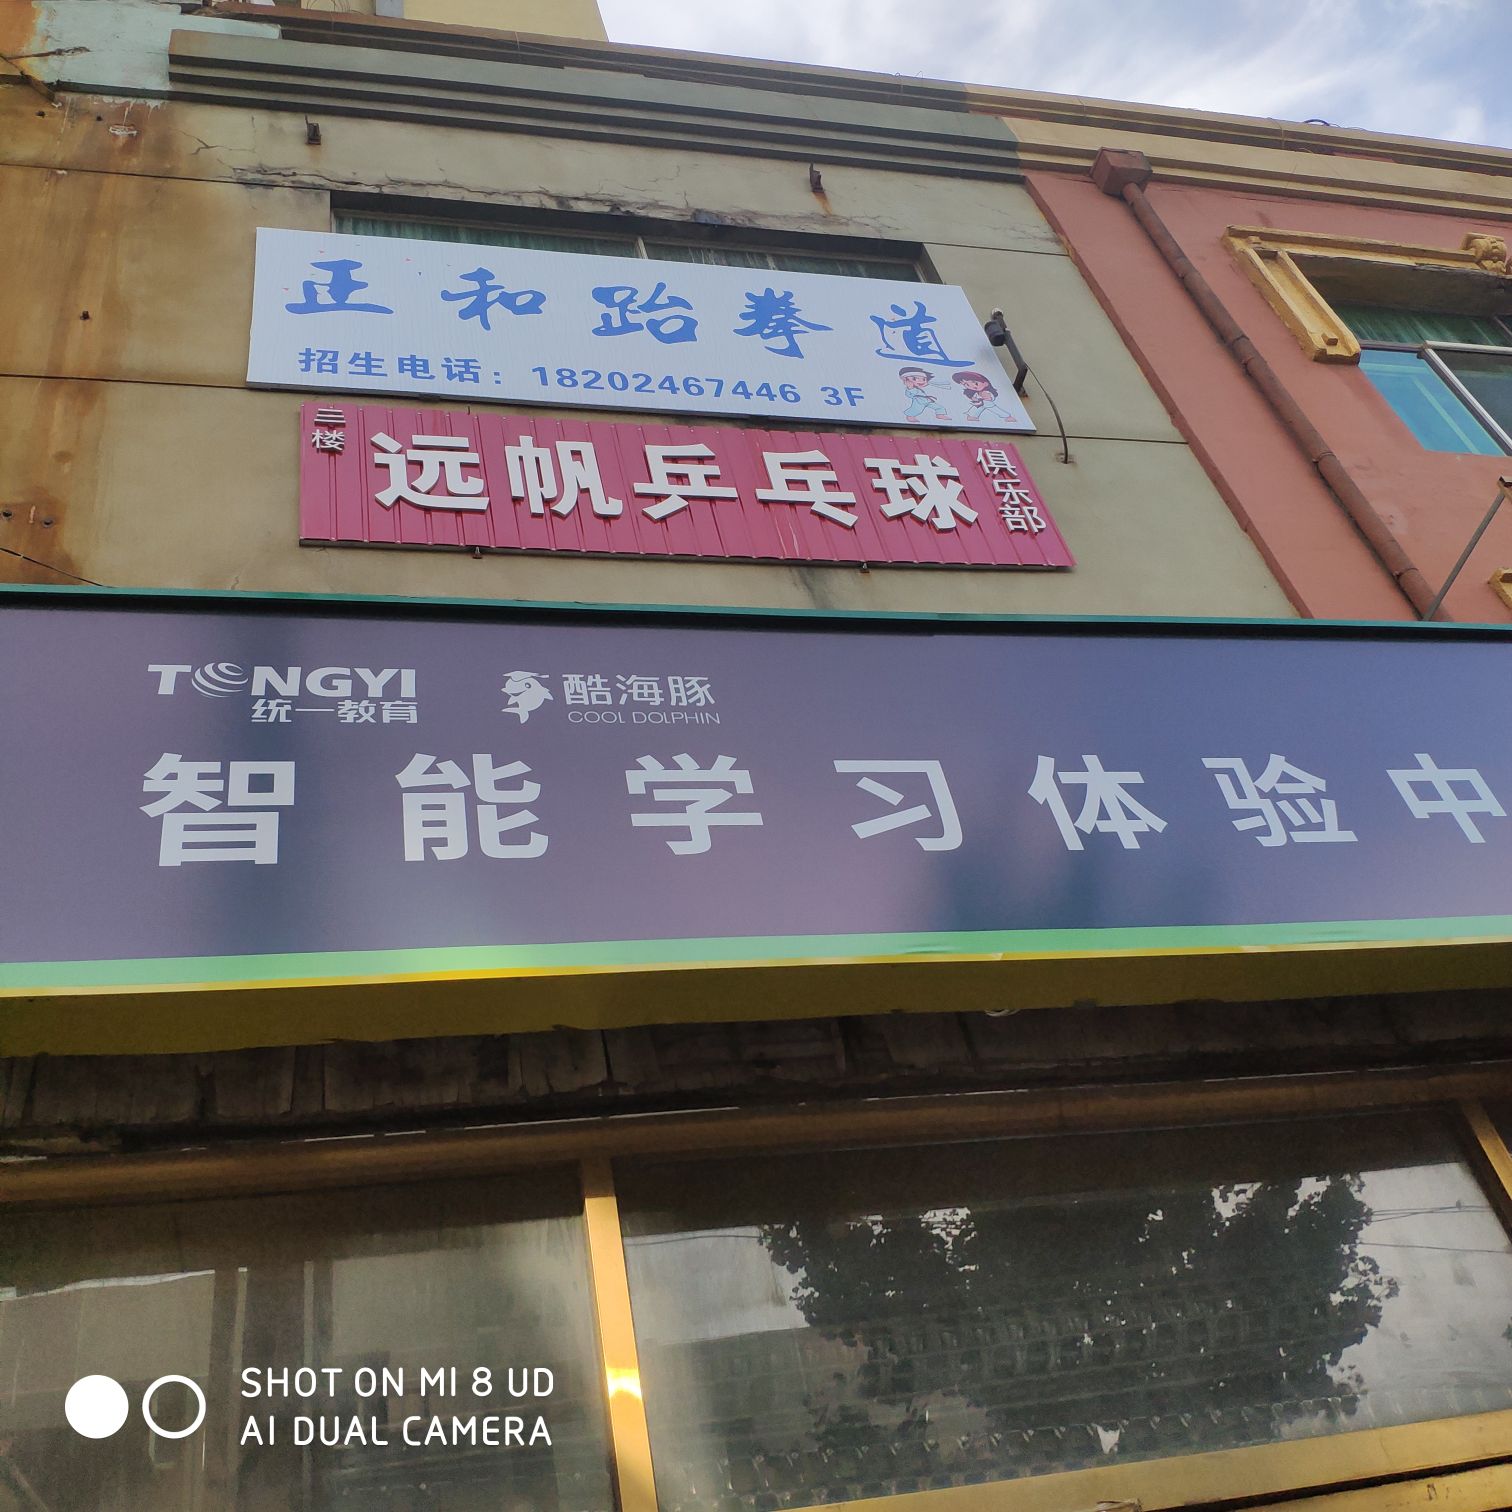 正和跆拳道
招生电话：18202467446 3F
三楼 远帆乒乓球 俱乐部
TONGYI
统一教育
酷海豚
COOL DOLPHIN
智能学习体验中
SHOT ON MI 8 UD
AI DUAL CAMERA